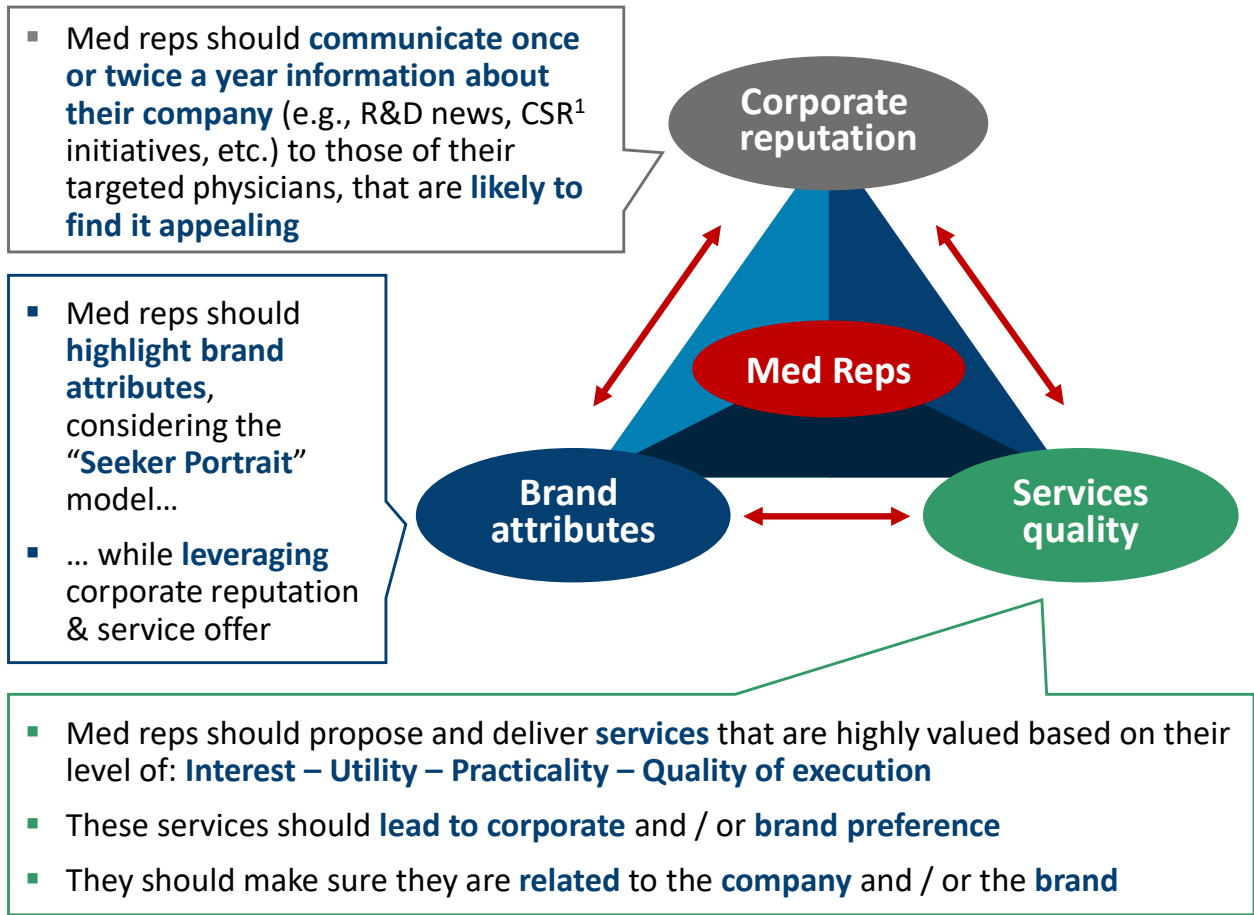 ▪ Med reps should communicate once
or twice a year information about
their company (e.g., R&D news, CSR¹
initiatives, etc.) to those of their
targeted physicians, that are likely to
find it appealing
Corporate
reputation
▪ Med reps should
highlight brand
attributes,
considering the
“Seeker Portrait”
model…
▪ … while leveraging
corporate reputation
& service offer
Med Reps
Brand
attributes
Services
quality
▪ Med reps should propose and deliver services that are highly valued based on their
level of: Interest – Utility – Practicality – Quality of execution
▪ These services should lead to corporate and / or brand preference
▪ They should make sure they are related to the company and / or the brand